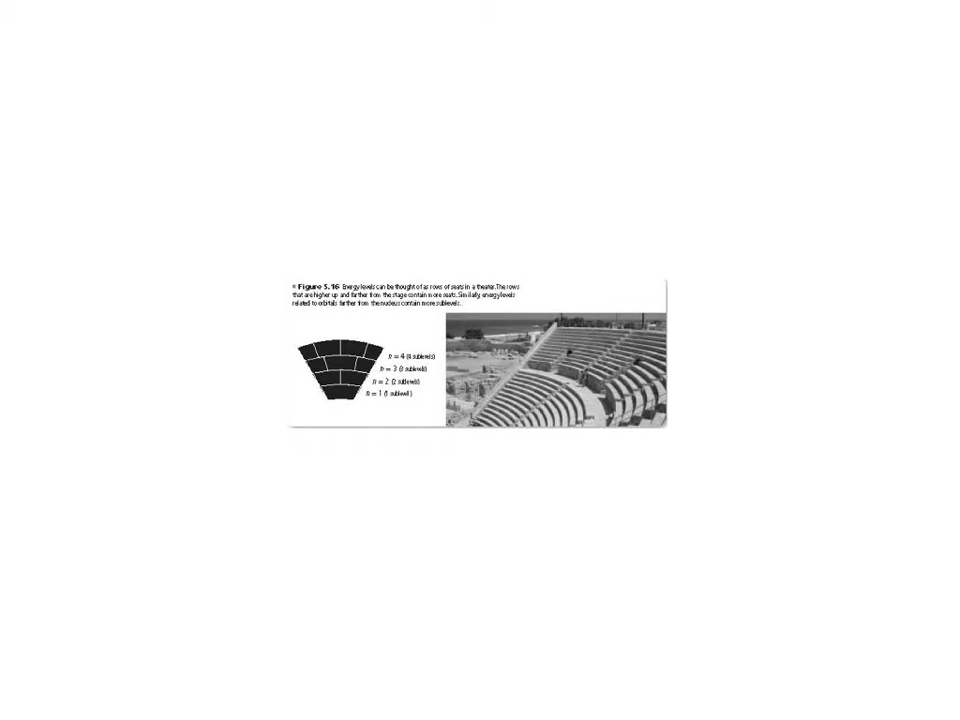 ■ Figure 5.16 Energy levels can be thought of as rows of seats in a theater. The rows
that are higher up and farther from the stage contain more seats. Similarly, energy levels
related to orbitals farther from the nucleus contain more sublevels.
n = 4 (4 sublevels)
n = 3 (3 sublevels)
n = 2 (2 sublevels)
n = 1 (1 sublevel)